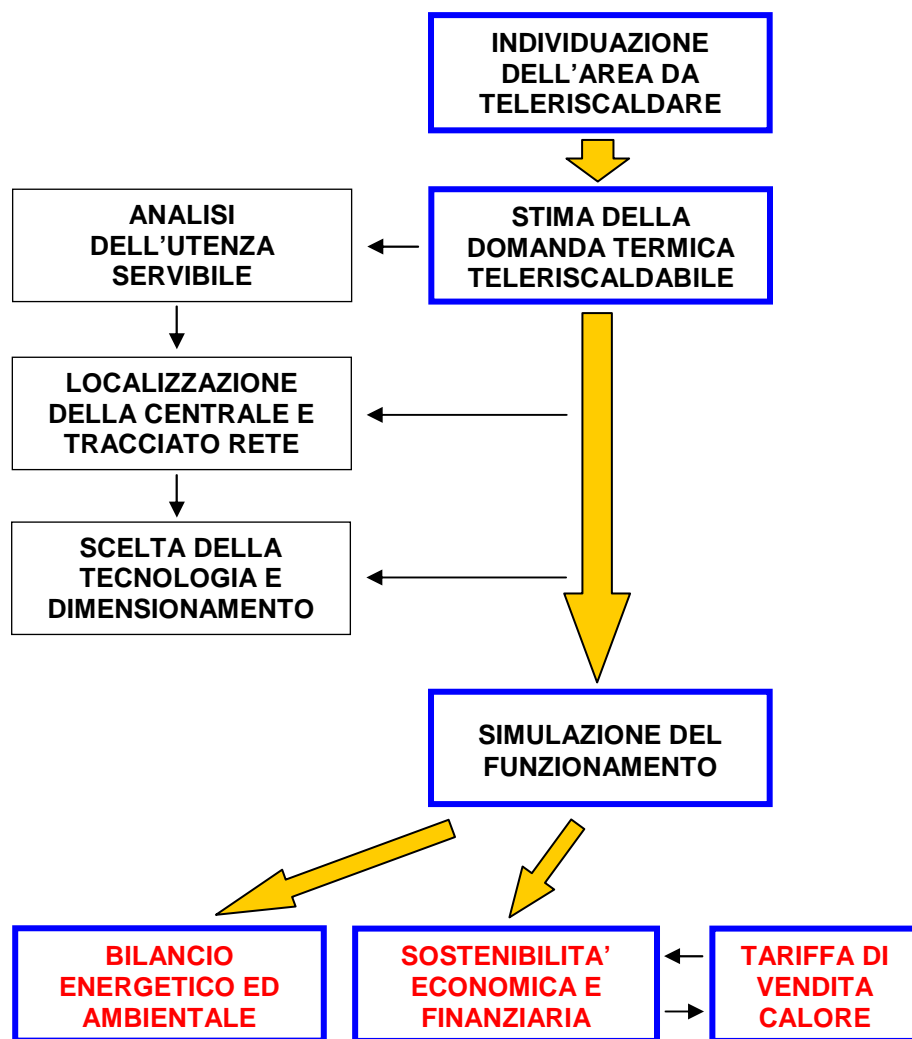 INDIVIDUAZIONE
DELL’AREA DA
TELERISCALDARE
ANALISI
DELL’UTENZA
SERVIBILE
STIMA DELLA
DOMANDA TERMICA
TELERISCALDABILE
LOCALIZZAZIONE
DELLA CENTRALE E
TRACCIATO RETE
SCELTA DELLA
TECNOLOGIA E
DIMENSIONAMENTO
SIMULAZIONE DEL
FUNZIONAMENTO
BILANCIO
ENERGETICO ED
AMBIENTALE
SOSTENIBILITA’
ECONOMICA E
FINANZIARIA
TARIFFA DI
VENDITA
CALORE